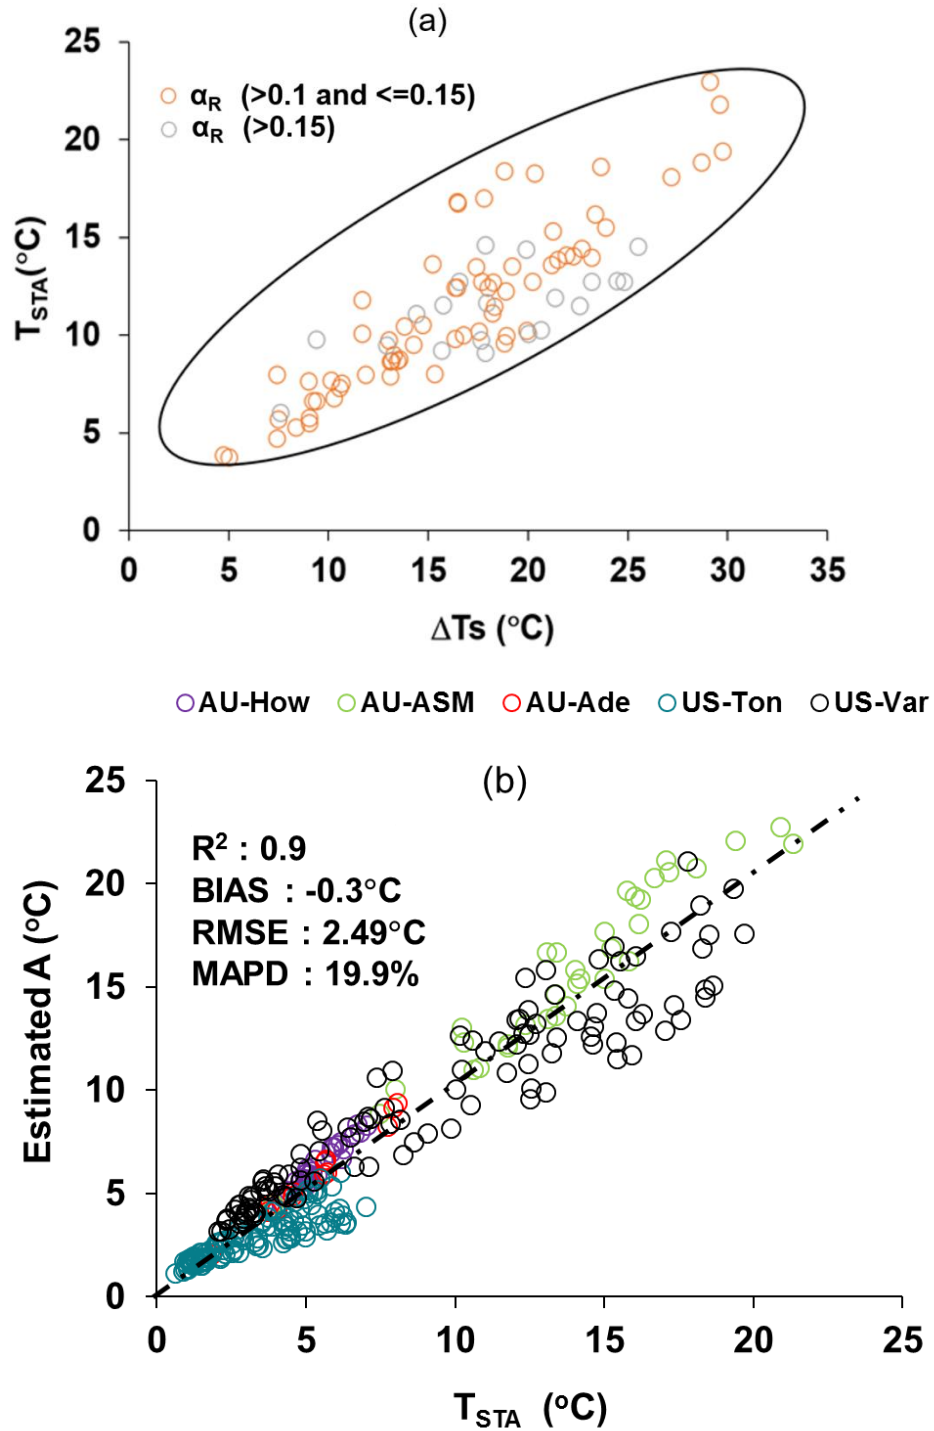 (a)
25
20
15
10
5
0
TSTA(°C)
αR (>0.1 and <=0.15)
αR (>0.15)
0 5 10 15 20 25 30 35
ΔTs (°C)
AU-How AU-ASM AU-Ade US-Ton US-Var
(b)
25
20
15
10
5
0
Estimated A (°C)
R² : 0.9
BIAS : -0.3°C
RMSE : 2.49°C
MAPD : 19.9%
0 5 10 15 20 25
TSTA (°C)